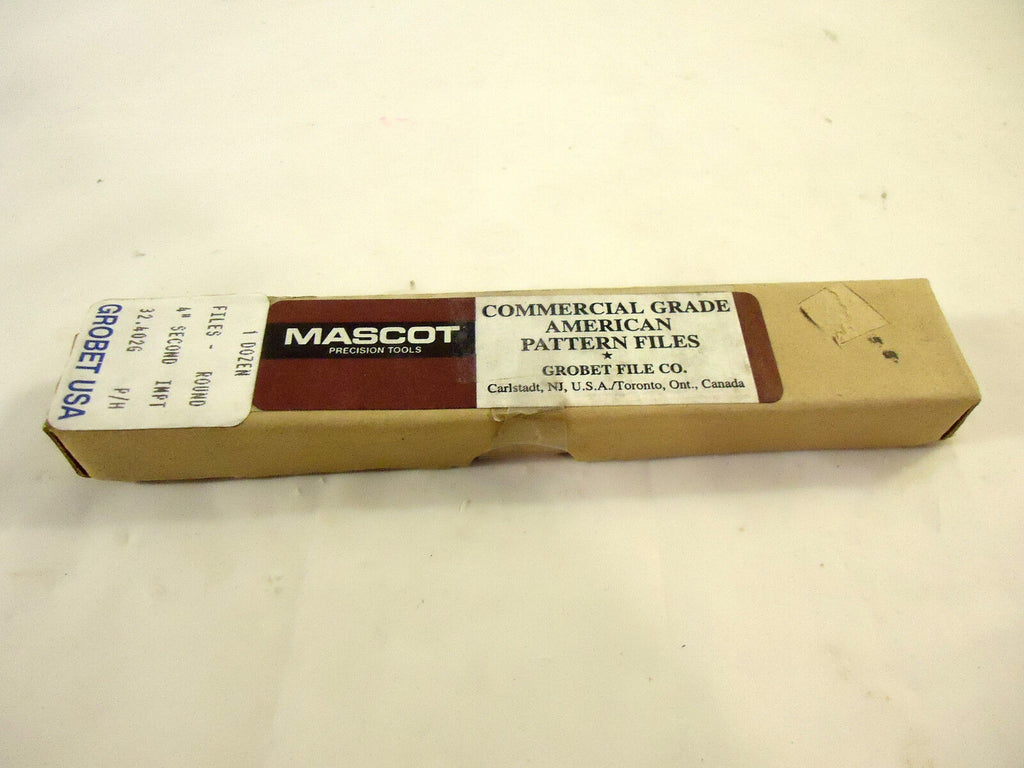 MASCOT
PRECISION TOOLS
COMMERCIAL GRADE
AMERICAN
PATTERN FILES
★
GROBET FILE CO.
Carlstadt, NJ, U.S.A./Toronto, Ont., Canada
1 DOZEN
FILES - ROUND
4" SECOND IMPT
32.402G P/H
GROBET USA